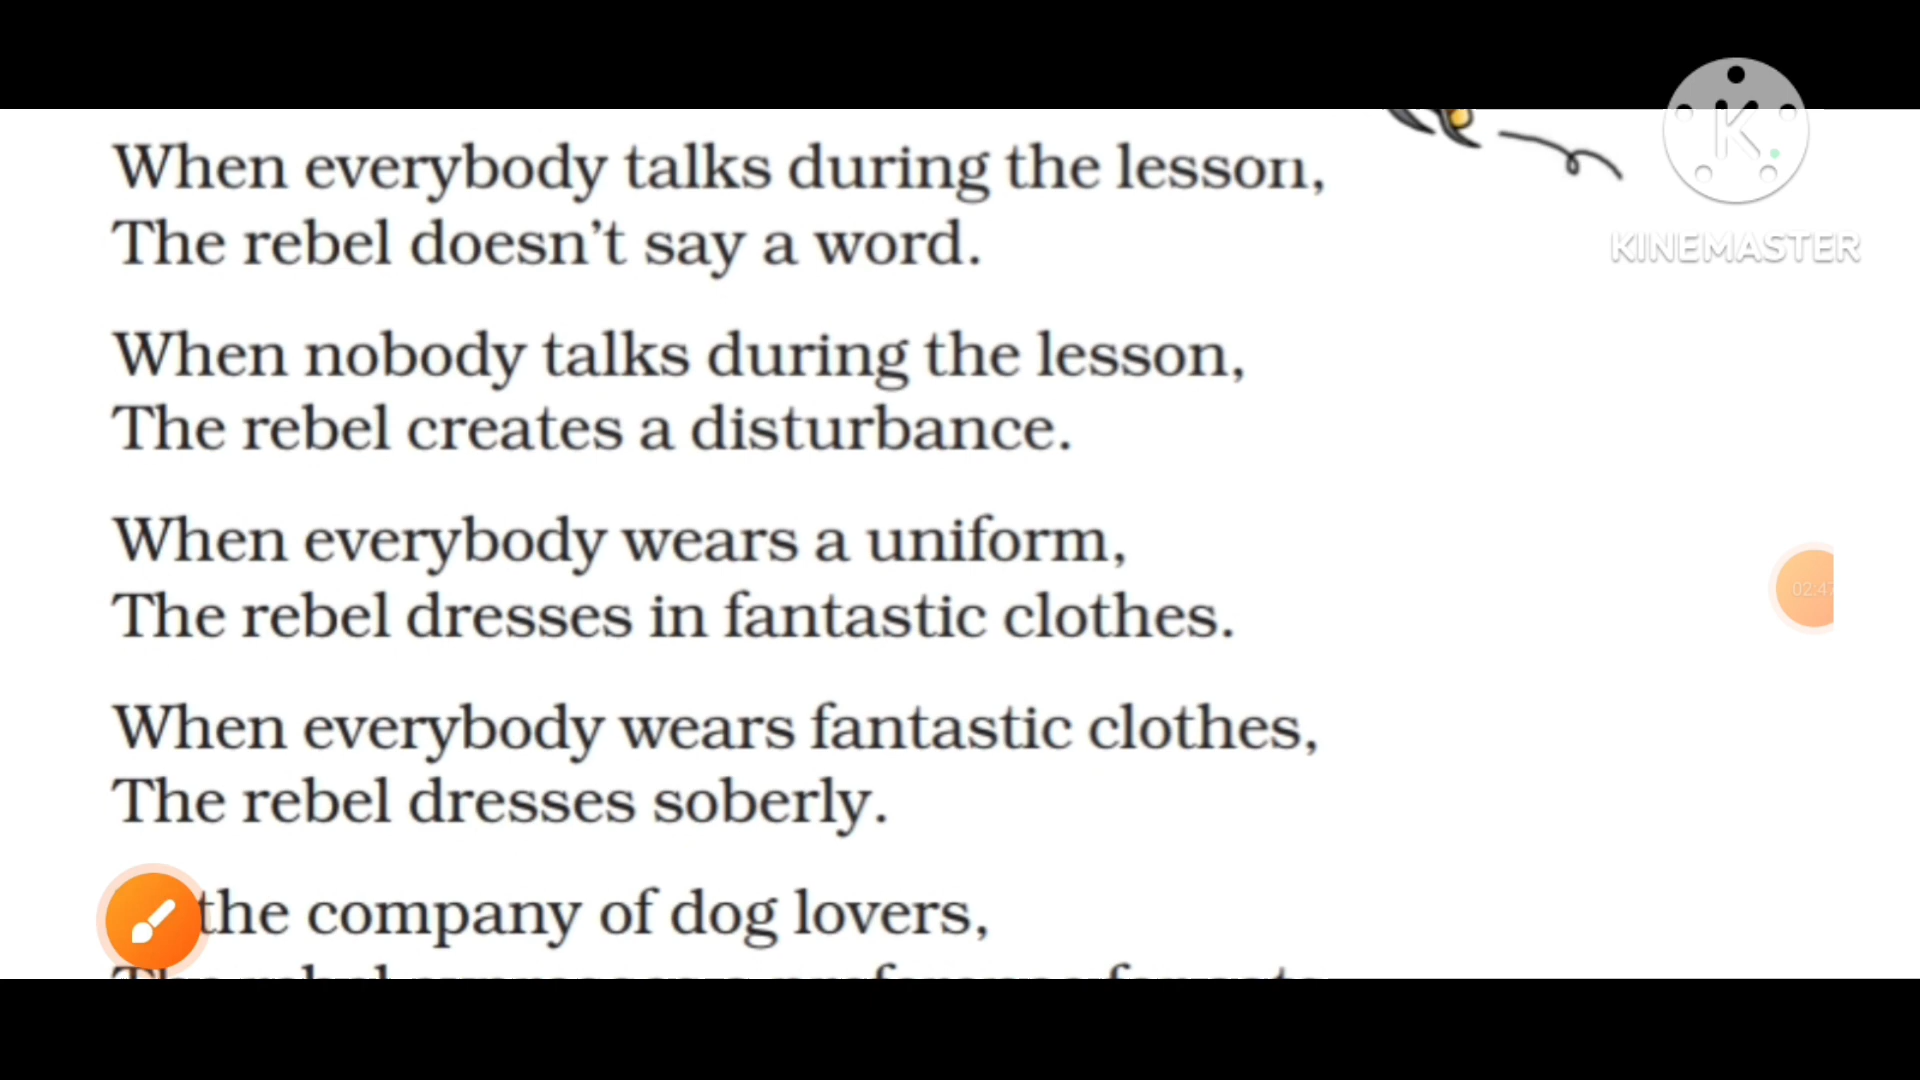 When everybody talks during the lesson,
The rebel doesn’t say a word.
When nobody talks during the lesson,
The rebel creates a disturbance.
When everybody wears a uniform,
The rebel dresses in fantastic clothes.
When everybody wears fantastic clothes,
The rebel dresses soberly.
the company of dog lovers,
KINEMASTER
02:47